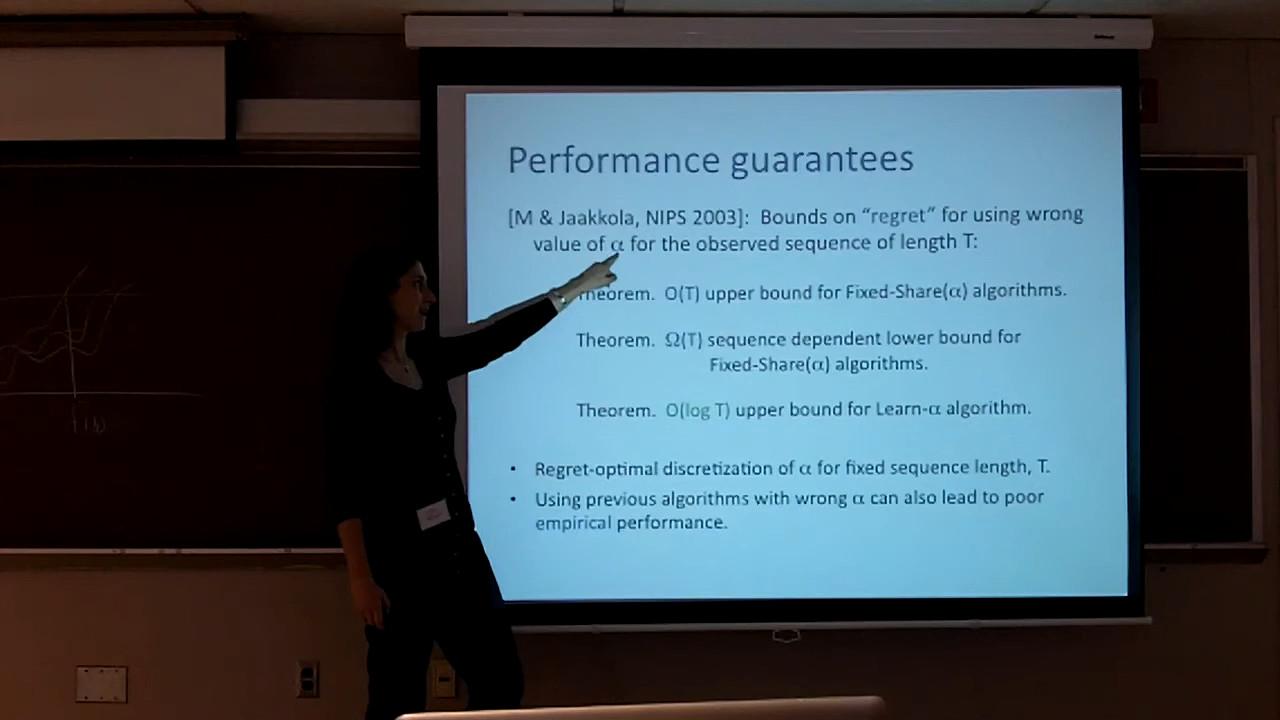 Performance guarantees
[M & Jaakkola, NIPS 2003]: Bounds on “regret” for using wrong
value of α for the observed sequence of length T:
Theorem. O(T) upper bound for Fixed-Share(α) algorithms.
Theorem. Ω(T) sequence dependent lower bound for
Fixed-Share(α) algorithms.
Theorem. O(log T) upper bound for Learn-α algorithm.
• Regret-optimal discretization of α for fixed sequence length, T.
• Using previous algorithms with wrong α can also lead to poor
empirical performance.